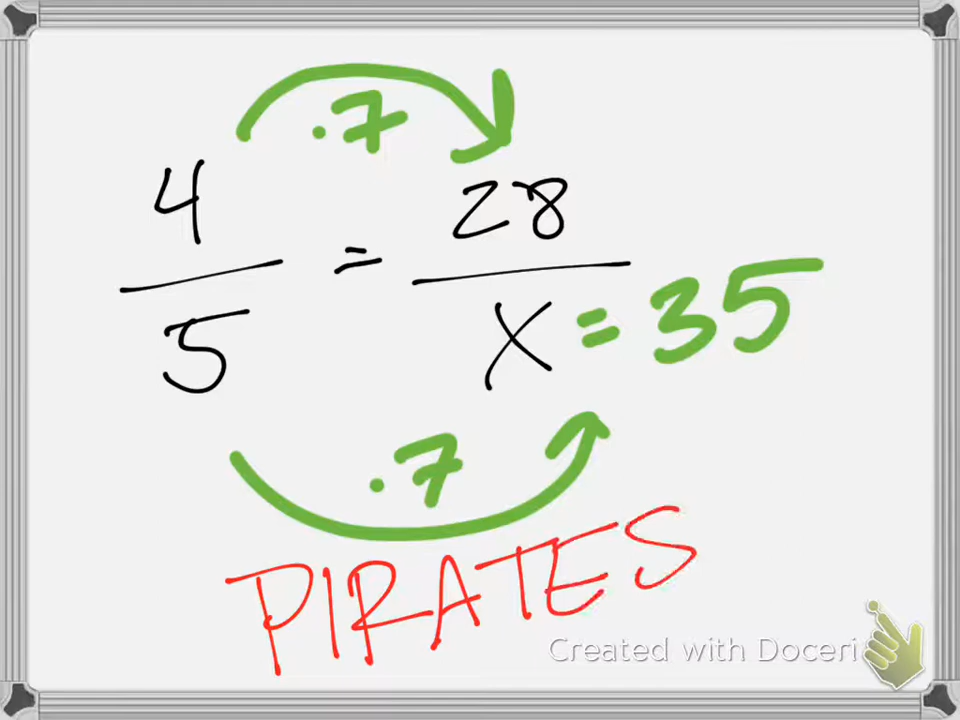 ·7
4/5 = 28/x = 35
·7
PIRATES
Created with Doceri